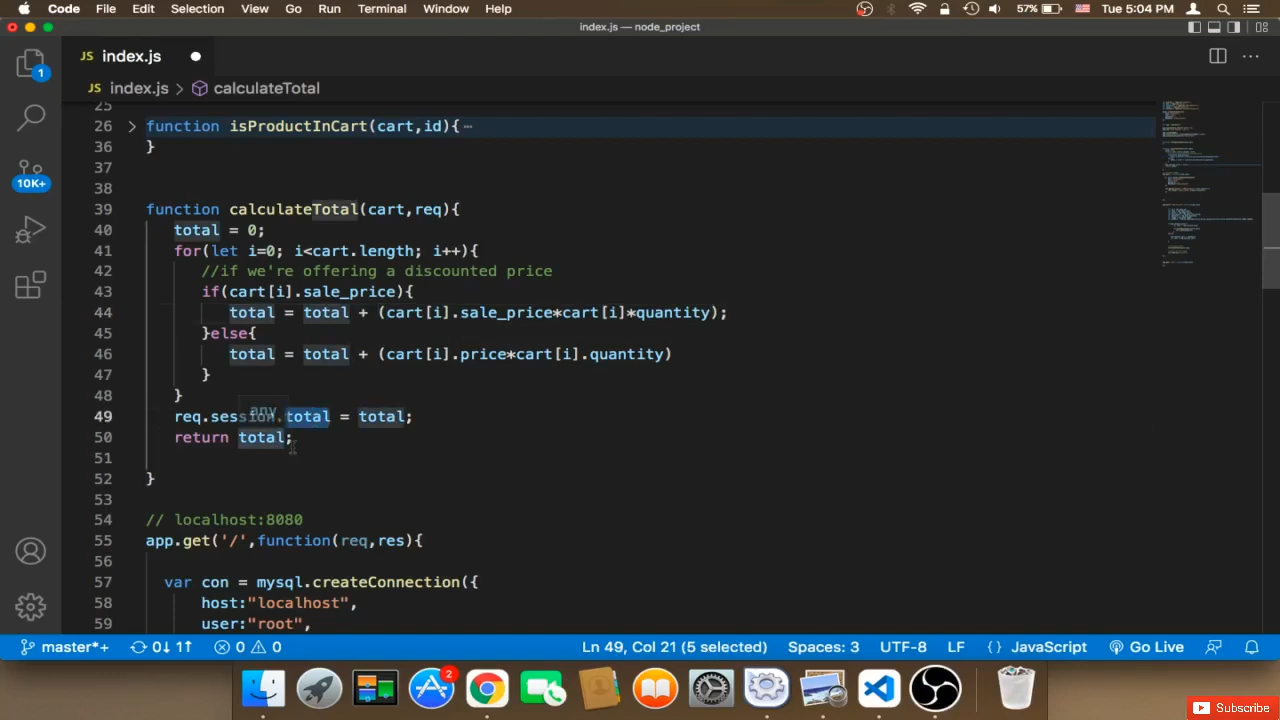 Code File Edit Selection View Go Run Terminal Window Help 57% Tue 5:04 PM
index.js — node_project
JS index.js
JS index.js > calculateTotal
1
10K+
25
26 > function isProductInCart(cart,id){⋯
36 }
37
38
39 function calculateTotal(cart,req){
40 total = 0;
41 for(let i=0; i<cart.length; i++){
42 //if we're offering a discounted price
43 if(cart[i].sale_price){
44 total = total + (cart[i].sale_price*cart[i]*quantity);
45 }else{
46 total = total + (cart[i].price*cart[i].quantity)
47 }
48 }
any
49 req.session.total = total;
50 return total;
51
52 }
53
54 // localhost:8080
55 app.get('/',function(req,res){
56
57 var con = mysql.createConnection({
58 host:"localhost",
59 user:"root",
master*+ 0↓ 1↑ 0 0 Ln 49, Col 21 (5 selected) Spaces: 3 UTF-8 LF {} JavaScript Go Live
2
Subscribe